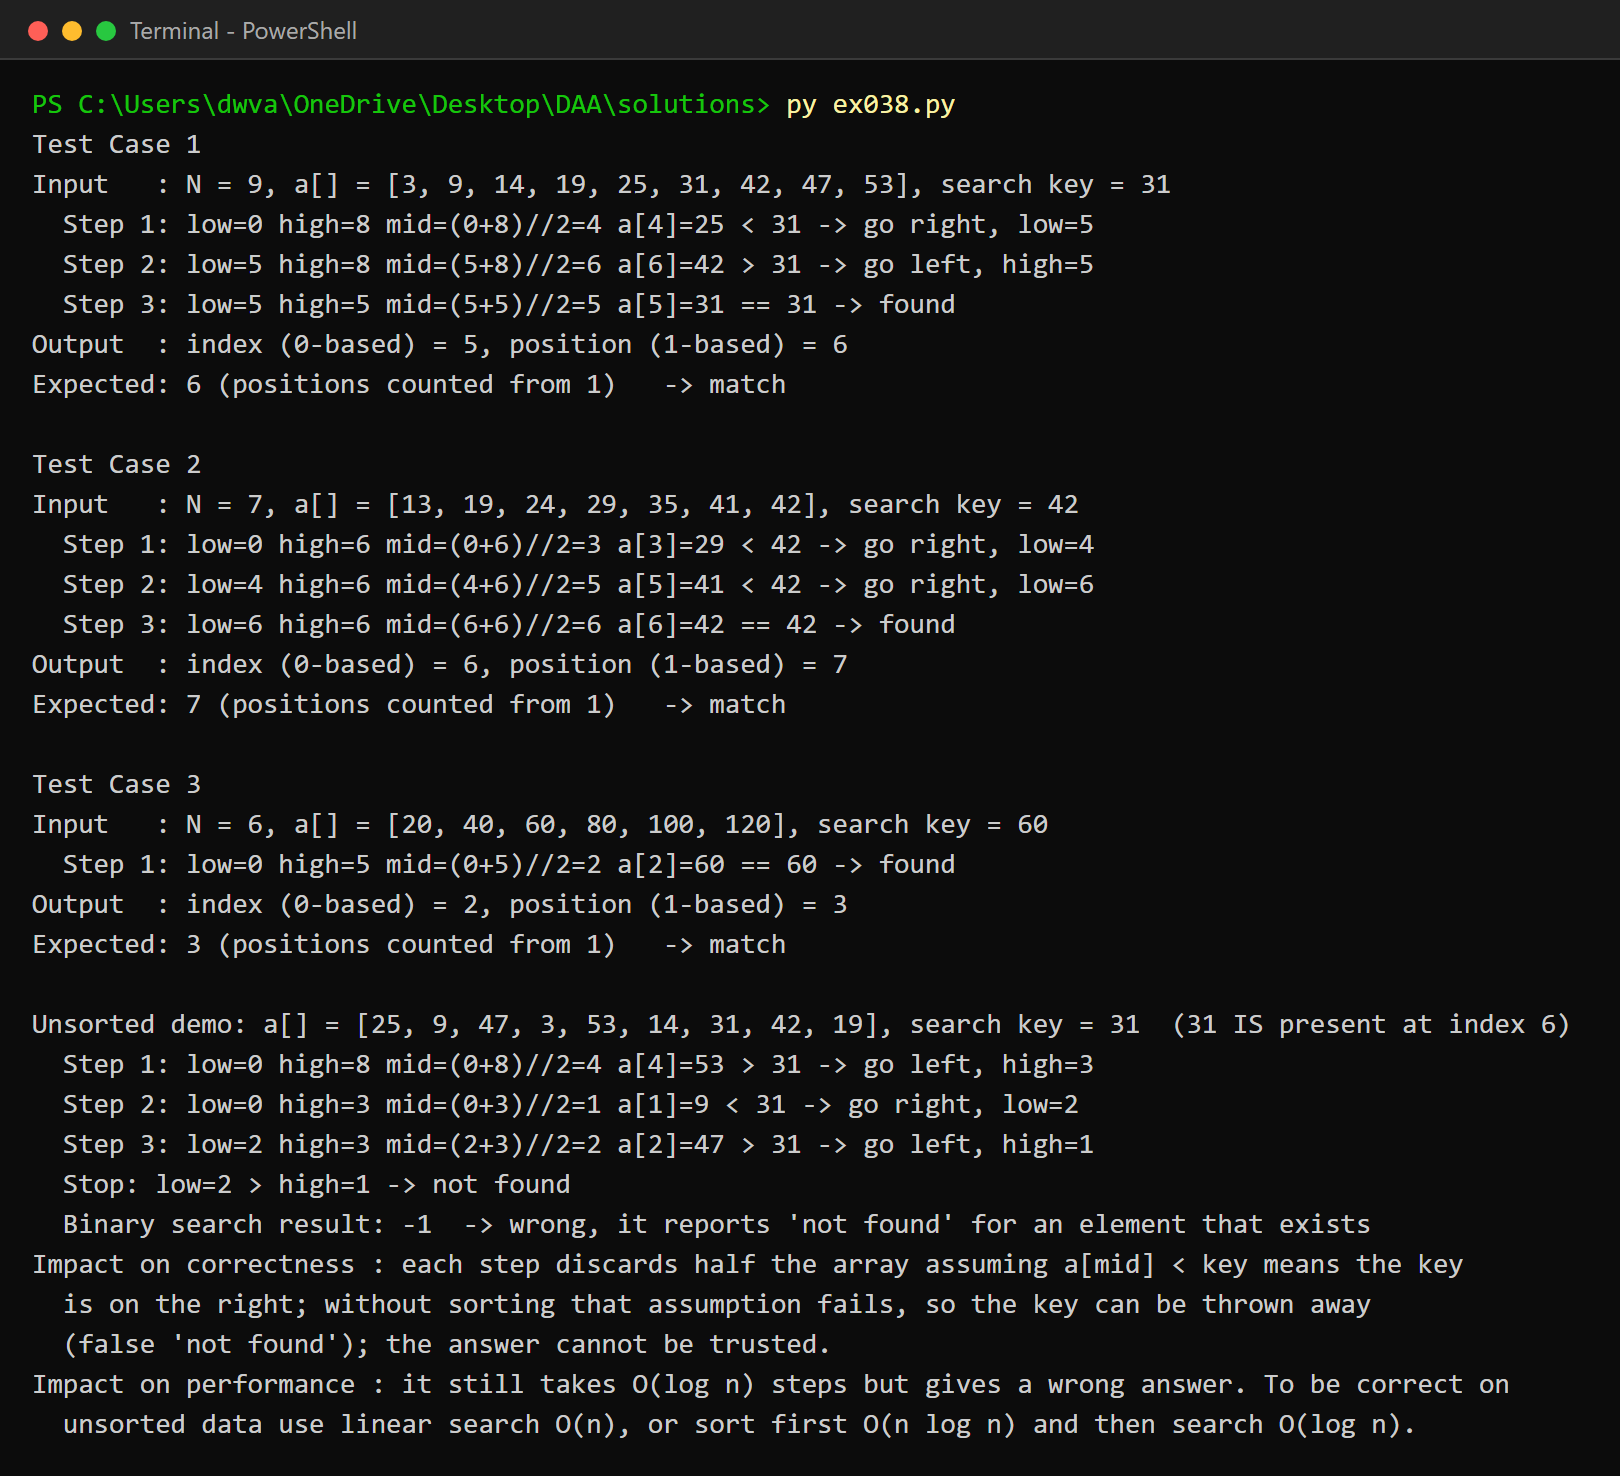 Terminal - PowerShell
PS C:\Users\dwva\OneDrive\Desktop\DAA\solutions> py ex038.py
Test Case 1
Input   : N = 9, a[] = [3, 9, 14, 19, 25, 31, 42, 47, 53], search key = 31
  Step 1: low=0 high=8 mid=(0+8)//2=4 a[4]=25 < 31 -> go right, low=5
  Step 2: low=5 high=8 mid=(5+8)//2=6 a[6]=42 > 31 -> go left, high=5
  Step 3: low=5 high=5 mid=(5+5)//2=5 a[5]=31 == 31 -> found
Output  : index (0-based) = 5, position (1-based) = 6
Expected: 6 (positions counted from 1)   -> match

Test Case 2
Input   : N = 7, a[] = [13, 19, 24, 29, 35, 41, 42], search key = 42
  Step 1: low=0 high=6 mid=(0+6)//2=3 a[3]=29 < 42 -> go right, low=4
  Step 2: low=4 high=6 mid=(4+6)//2=5 a[5]=41 < 42 -> go right, low=6
  Step 3: low=6 high=6 mid=(6+6)//2=6 a[6]=42 == 42 -> found
Output  : index (0-based) = 6, position (1-based) = 7
Expected: 7 (positions counted from 1)   -> match

Test Case 3
Input   : N = 6, a[] = [20, 40, 60, 80, 100, 120], search key = 60
  Step 1: low=0 high=5 mid=(0+5)//2=2 a[2]=60 == 60 -> found
Output  : index (0-based) = 2, position (1-based) = 3
Expected: 3 (positions counted from 1)   -> match

Unsorted demo: a[] = [25, 9, 47, 3, 53, 14, 31, 42, 19], search key = 31  (31 IS present at index 6)
  Step 1: low=0 high=8 mid=(0+8)//2=4 a[4]=53 > 31 -> go left, high=3
  Step 2: low=0 high=3 mid=(0+3)//2=1 a[1]=9 < 31 -> go right, low=2
  Step 3: low=2 high=3 mid=(2+3)//2=2 a[2]=47 > 31 -> go left, high=1
  Stop: low=2 > high=1 -> not found
  Binary search result: -1  -> wrong, it reports 'not found' for an element that exists
Impact on correctness : each step discards half the array assuming a[mid] < key means the key
  is on the right; without sorting that assumption fails, so the key can be thrown away
  (false 'not found'); the answer cannot be trusted.
Impact on performance : it still takes O(log n) steps but gives a wrong answer. To be correct on
  unsorted data use linear search O(n), or sort first O(n log n) and then search O(log n).